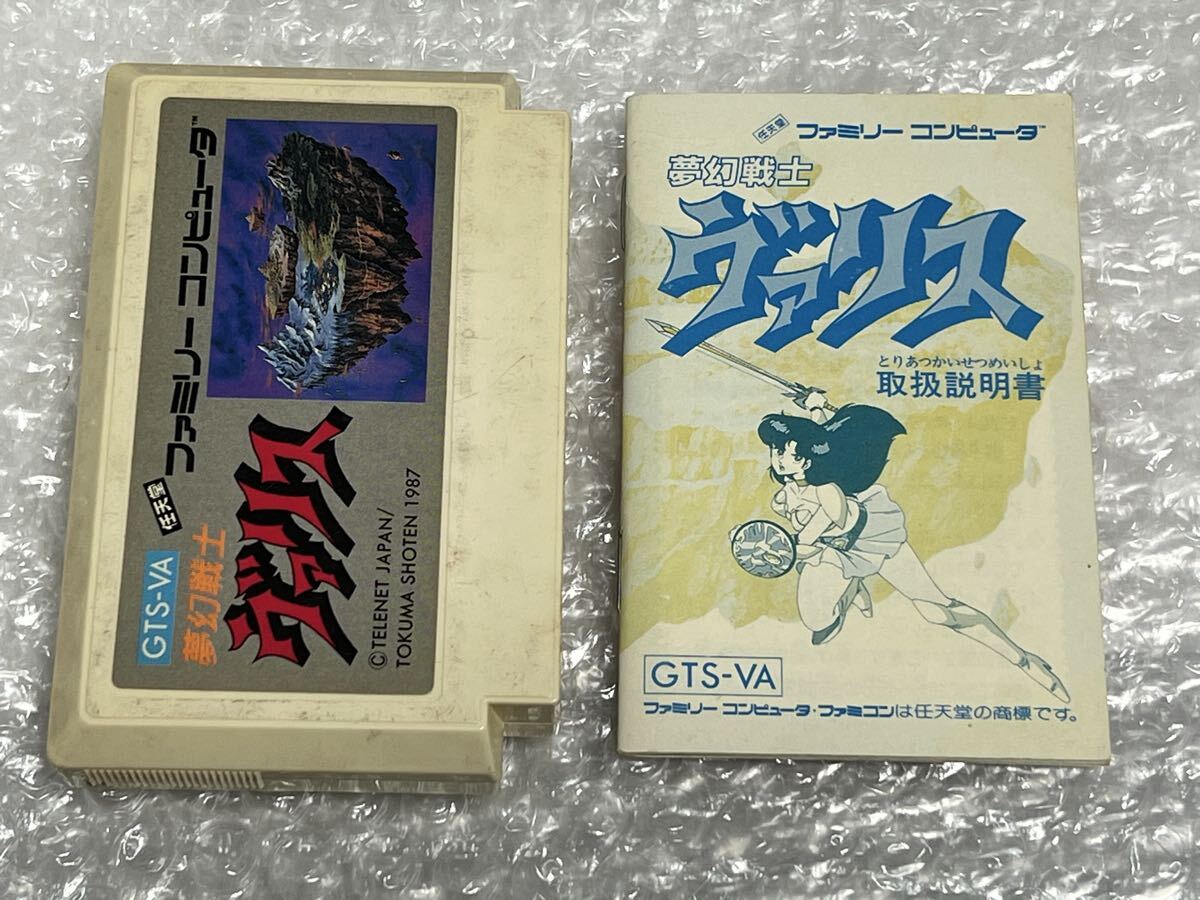 任天堂
ファミリー コンピュータ™
GTS-VA
夢幻戦士
ヴァリス
©TELENET JAPAN/
TOKUMA SHOTEN 1987
任天堂 ファミリー コンピュータ™
夢幻戦士
ヴァリス
とりあつかいせつめいしょ
取扱説明書
GTS-VA
ファミリー コンピュータ・ファミコンは任天堂の商標です。